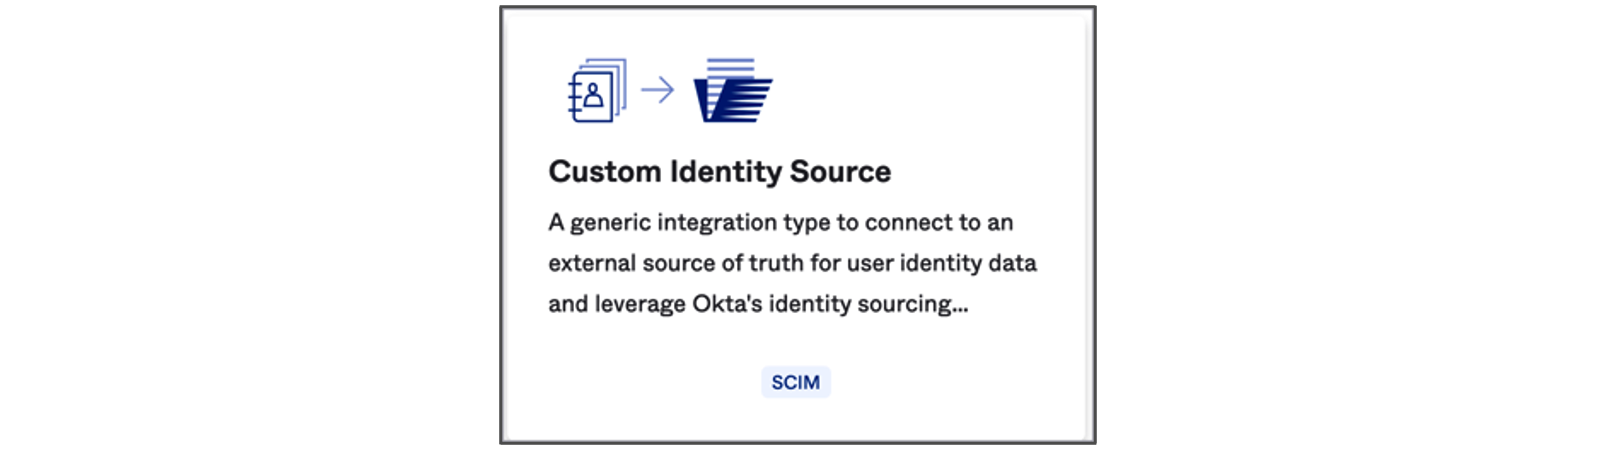 Custom Identity Source
A generic integration type to connect to an
external source of truth for user identity data
and leverage Okta's identity sourcing...
SCIM